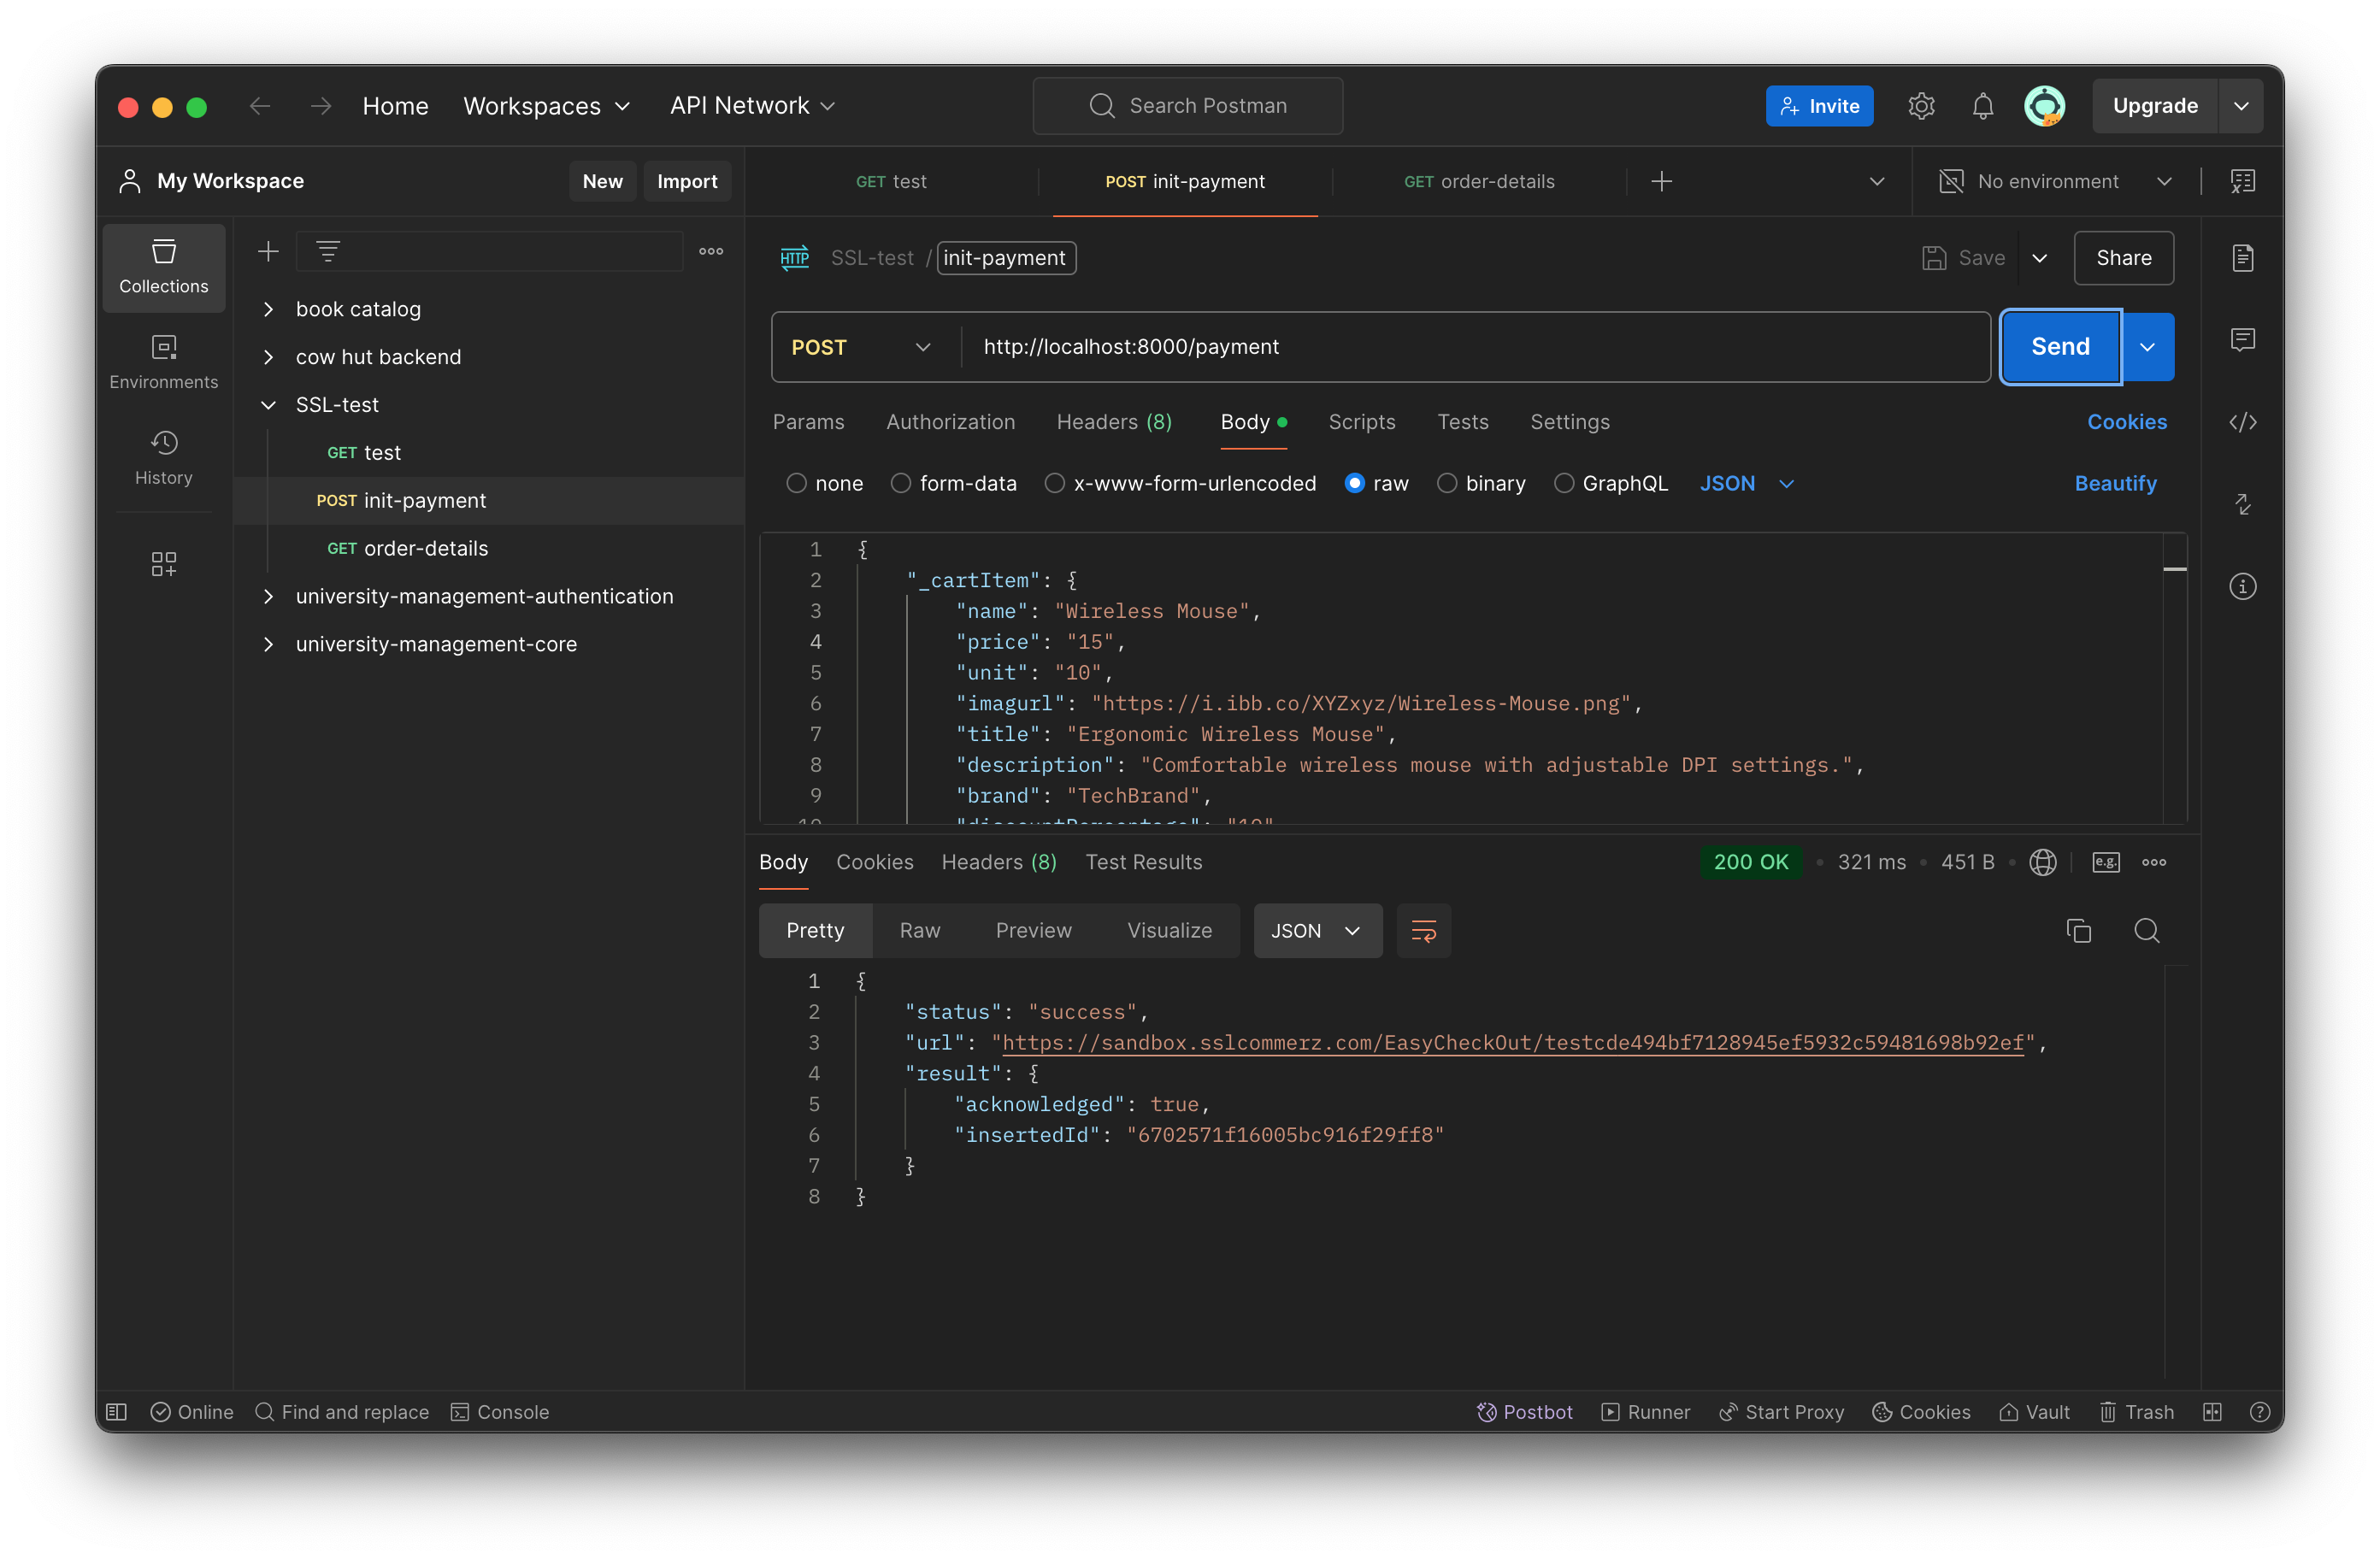 Home Workspaces API Network Search Postman Invite Upgrade
My Workspace New Import GET test POST init-payment GET order-details No environment
Collections
Environments
History
book catalog
cow hut backend
SSL-test
GET test
POST init-payment
GET order-details
university-management-authentication
university-management-core
HTTP SSL-test / init-payment Save Share
POST http://localhost:8000/payment Send
Params Authorization Headers (8) Body Scripts Tests Settings Cookies
none form-data x-www-form-urlencoded raw binary GraphQL JSON Beautify
1 {
2 "_cartItem": {
3 "name": "Wireless Mouse",
4 "price": "15",
5 "unit": "10",
6 "imagurl": "https://i.ibb.co/XYZxyz/Wireless-Mouse.png",
7 "title": "Ergonomic Wireless Mouse",
8 "description": "Comfortable wireless mouse with adjustable DPI settings.",
9 "brand": "TechBrand",
10 "discountPercentage": "10"
Body Cookies Headers (8) Test Results 200 OK 321 ms 451 B e.g.
Pretty Raw Preview Visualize JSON
1 {
2 "status": "success",
3 "url": "https://sandbox.sslcommerz.com/EasyCheckOut/testcde494bf7128945ef5932c59481698b92ef",
4 "result": {
5 "acknowledged": true,
6 "insertedId": "6702571f16005bc916f29ff8"
7 }
8 }
Online Find and replace Console Postbot Runner Start Proxy Cookies Vault Trash